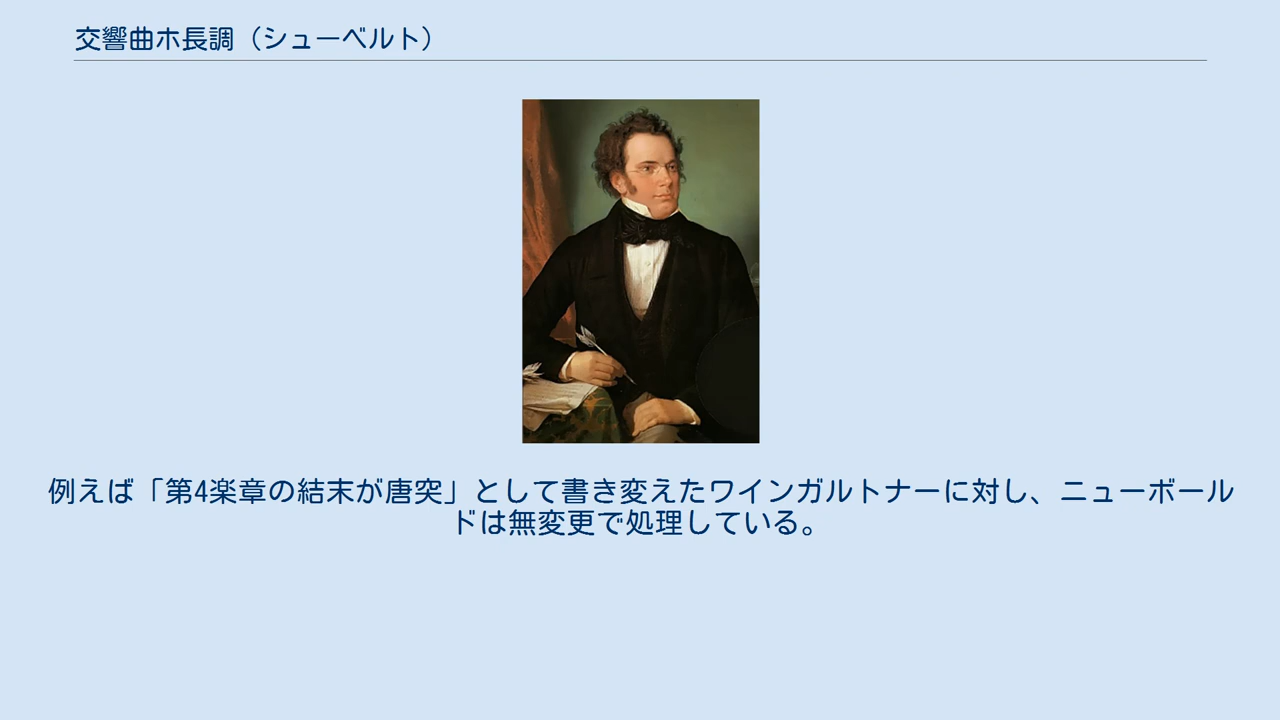 交響曲ホ長調（シューベルト）
例えば「第4楽章の結末が唐突」として書き変えたワインガルトナーに対し、ニューボール
ドは無変更で処理している。